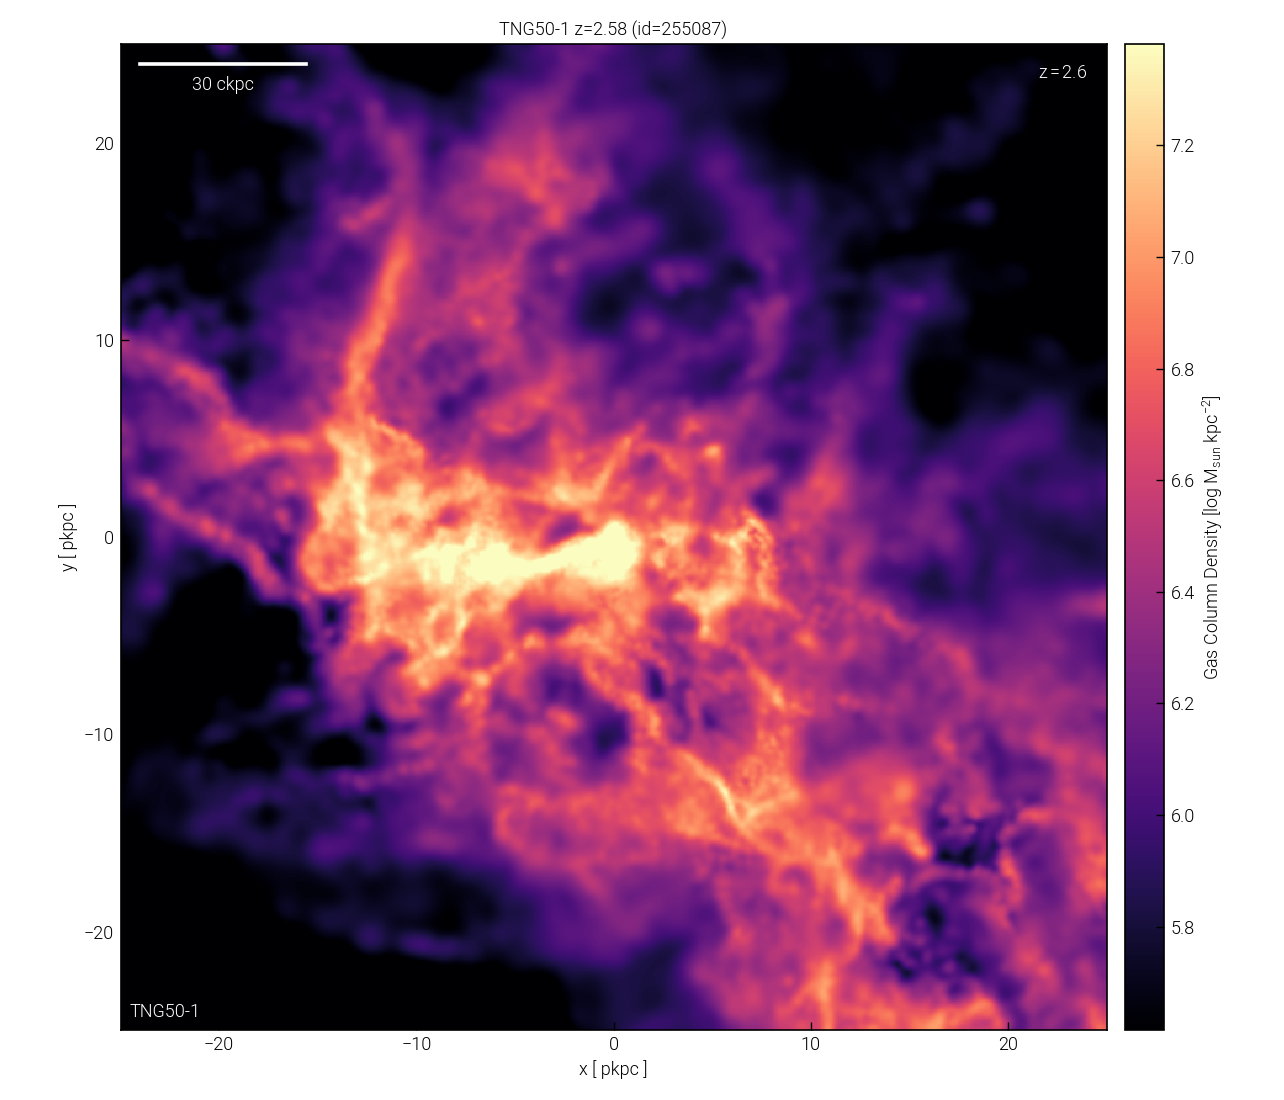 TNG50-1 z=2.58 (id=255087)
30 ckpc
z=2.6
20
10
0
−10
−20
y [ pkpc ]
TNG50-1
−20
−10
0
10
20
x [ pkpc ]
7.2
7.0
6.8
6.6
6.4
6.2
6.0
5.8
Gas Column Density [log M_sun kpc^−2]